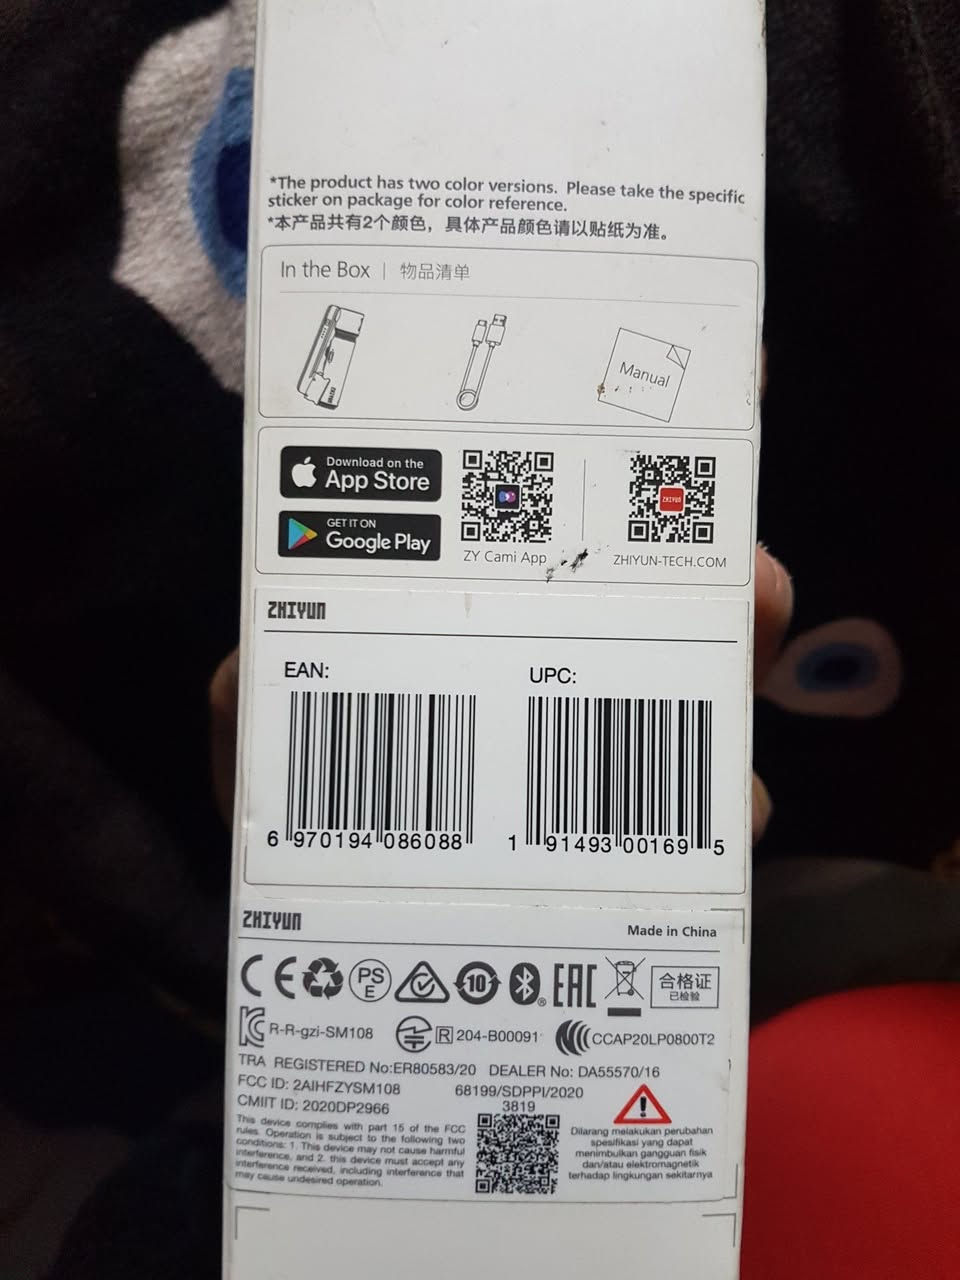 *The product has two color versions. Please take the specific
sticker on package for color reference.
*本产品共有2个颜色，具体产品颜色请以贴纸为准。
In the Box | 物品清单
ZHIYUN
Manual
Download on the
App Store
GET IT ON
Google Play
ZHIYUN
ZY Cami App
ZHIYUN-TECH.COM
ZHIYUN
EAN:
UPC:
6 970194 086088
1 91493 00169 5
ZHIYUN
Made in China
CE
PS
E
10
EAC
合格证
已检验
R-R-gzi-SM108
R 204-B00091
CCAP20LP0800T2
TRA REGISTERED No:ER80583/20 DEALER No: DA55570/16
FCC ID: 2AIHFZYSM108
68199/SDPPI/2020
CMIIT ID: 2020DP2966
3819
This device complies with part 15 of the FCC
rules. Operation is subject to the following two
conditions: 1. This device may not cause harmful
interference, and 2. this device must accept any
interference received, including interference that
may cause undesired operation.
Dilarang melakukan perubahan
spesifikasi yang dapat
menimbulkan gangguan fisik
dan/atau elektromagnetik
terhadap lingkungan sekitarnya